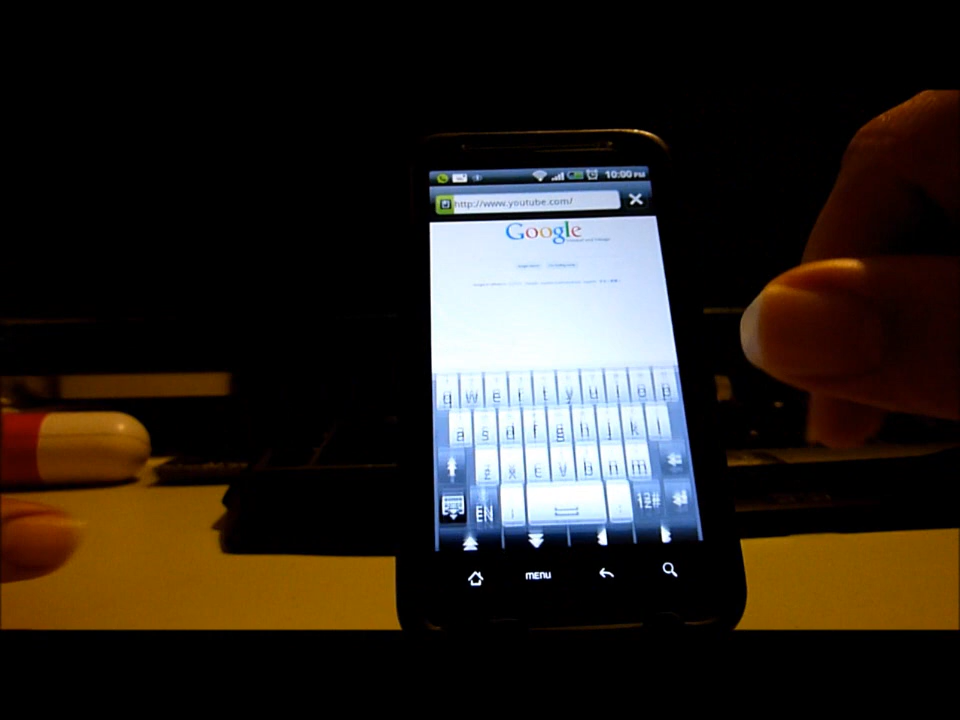 10:00 PM
http://www.youtube.com/
Google
q w e r t y u i o p
a s d f g h j k l
z x c v b n m
EN , . 12#
MENU